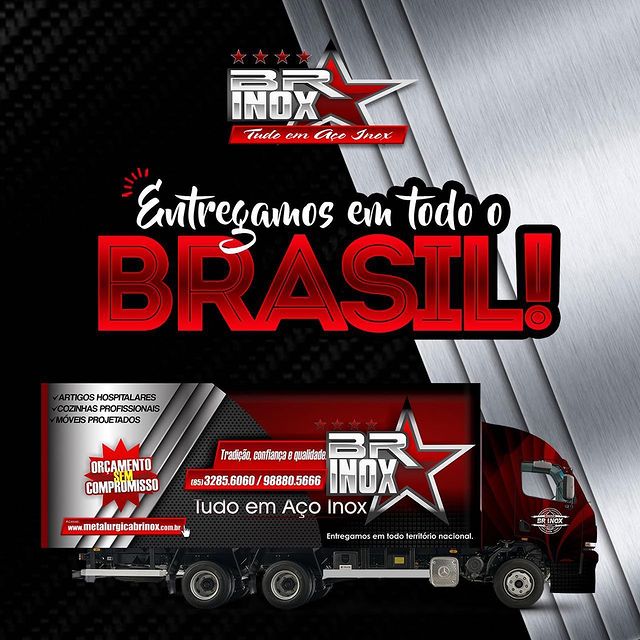 BR
INOX
Tudo em Aço Inox
Entregamos em todo o
BRASIL!
ARTIGOS HOSPITALARES
COZINHAS PROFISSIONAIS
MÓVEIS PROJETADOS
ORÇAMENTO
SEM
COMPROMISSO
Acesse:
www.metalurgicabrinox.com.br
Tradição, confiança e qualidade.
(85)3285.6060 / 98880.5666
BR
INOX
Tudo em Aço Inox
Entregamos em todo território nacional.
BR INOX